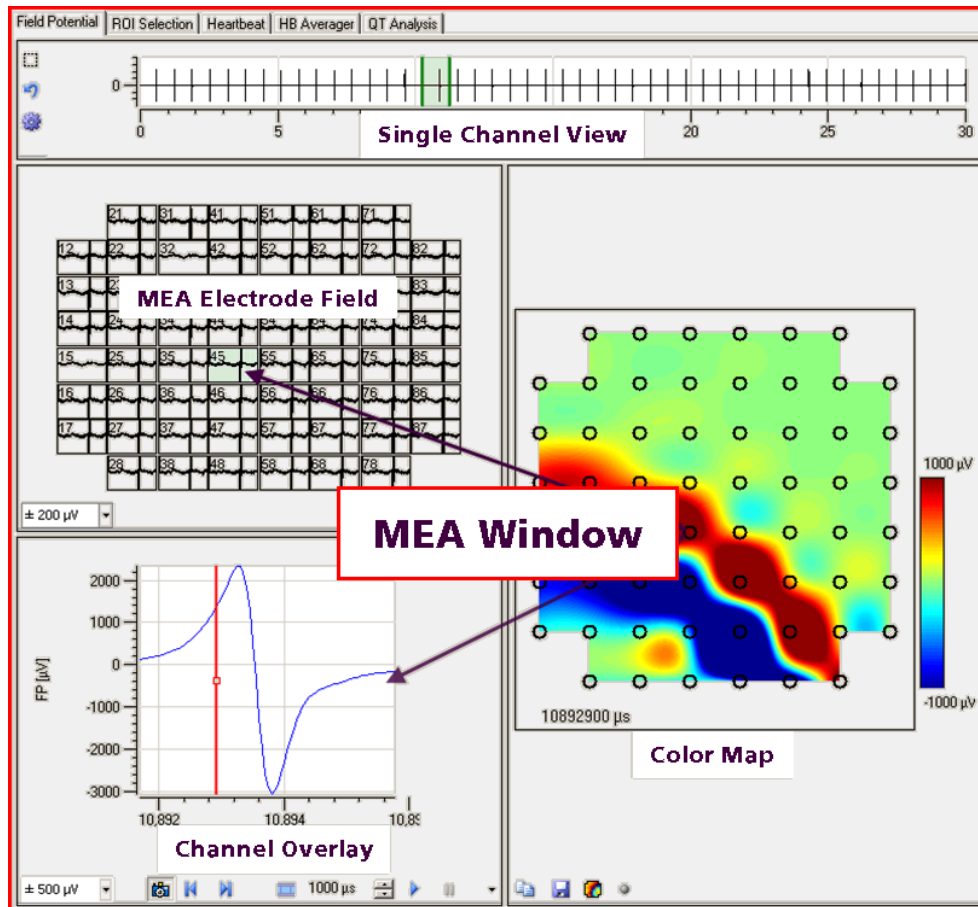 Field Potential ROI Selection Heartbeat HB Averager QT Analysis
0
0 5 20 25 30
Single Channel View
21 31 41 51 61 71
12 22 32 42 52 62 72 82
13 83
MEA Electrode Field
14 24 34 84
15 25 35 45 55 65 75 85
16 26 36 46 56 66 76 86
17 27 37 47 57 67 77 87
28 38 48 58 68 78
± 200 µV
MEA Window
1000 µV
-1000 µV
10892900 µs
Color Map
FP [µV]
2000
1000
0
-1000
-2000
-3000
10,892 10,894
Channel Overlay
± 500 µV 1000 µs